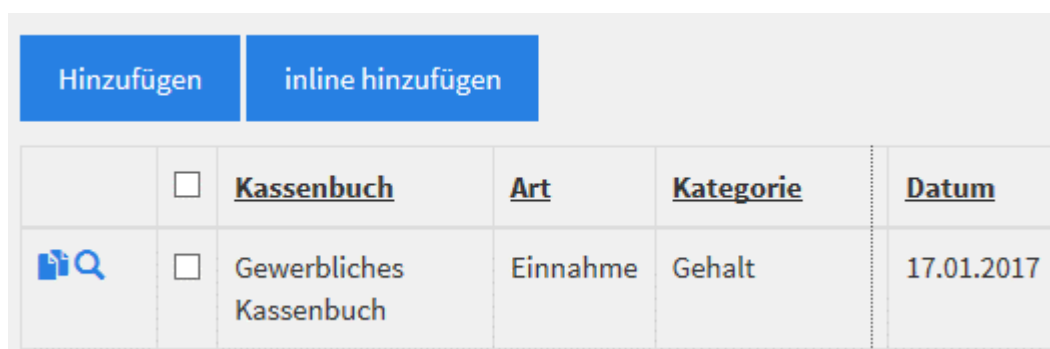 Hinzufügen inline hinzufügen
Kassenbuch Art Kategorie Datum
Gewerbliches Einnahme Gehalt 17.01.2017
Kassenbuch